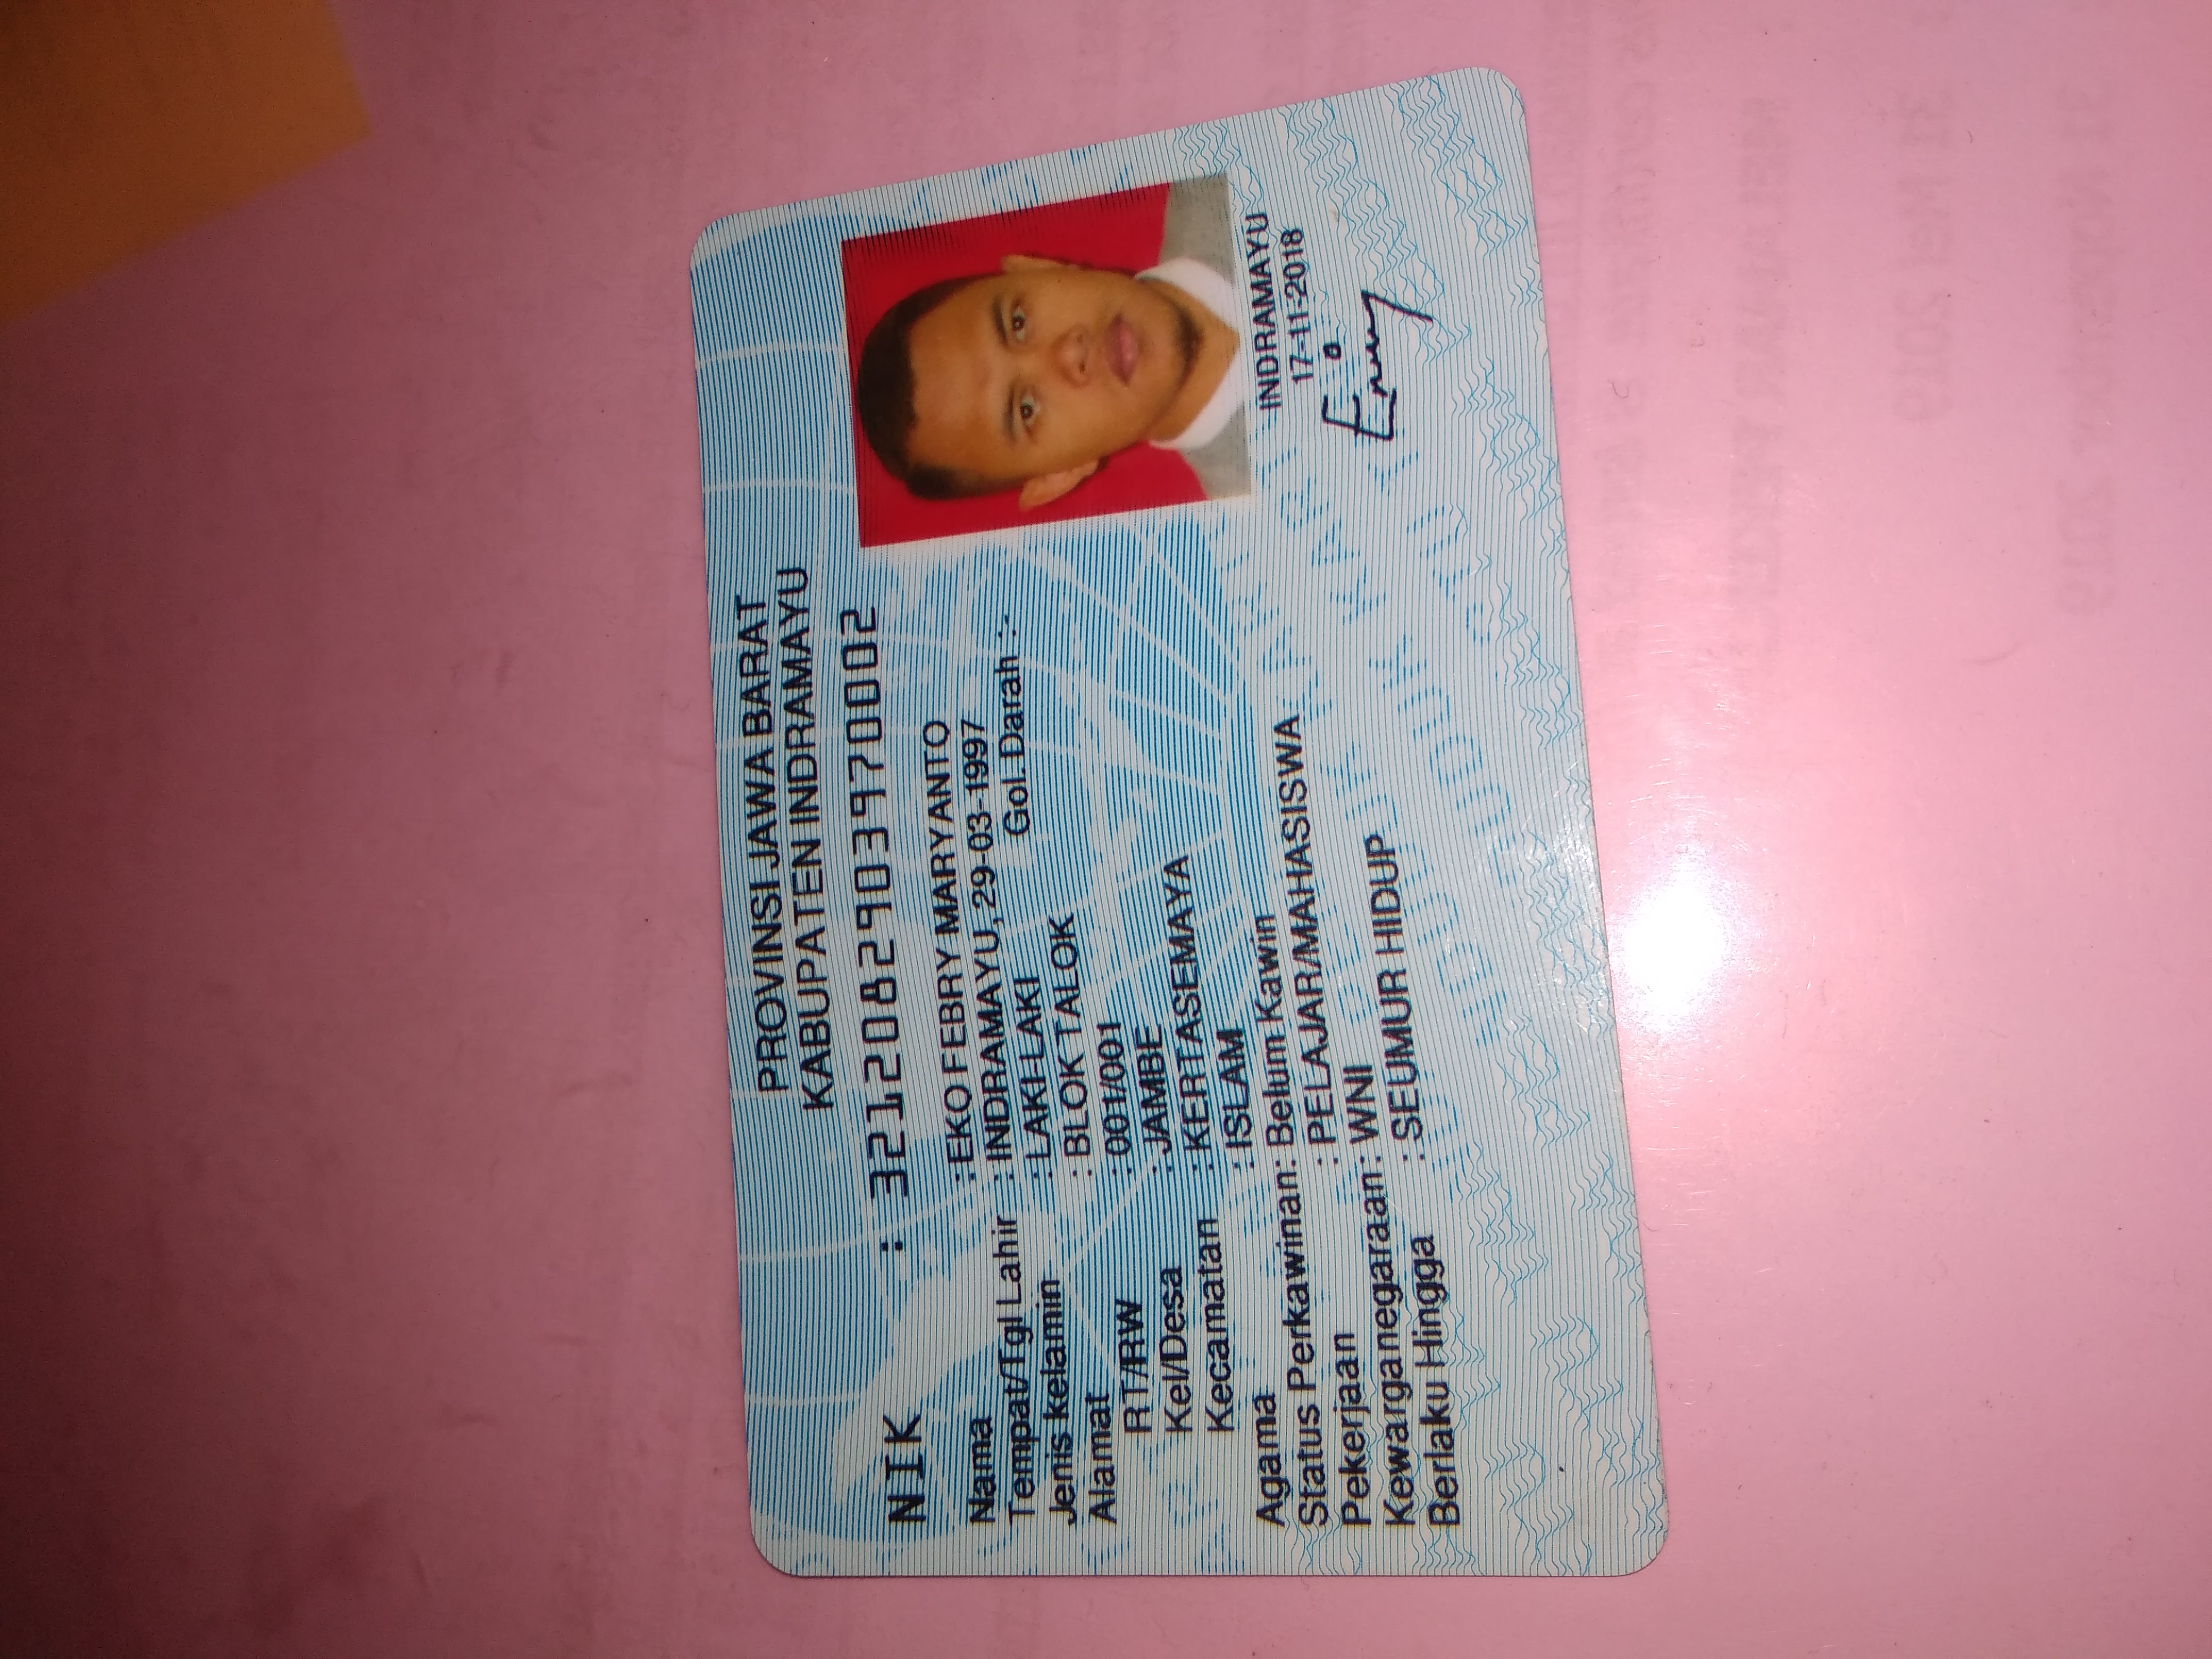 PROVINSI JAWA BARAT
KABUPATEN INDRAMAYU
NIK : 3212082903970002
Nama : EKO FEBRY MARYANTO
Tempat/Tgl Lahir : INDRAMAYU, 29-03-1997
Jenis kelamin : LAKI-LAKI Gol.Darah :-
Alamat : BLOK TALOK
RT/RW : 001/001
Kel/Desa : JAMBE
Kecamatan : KERTASEMAYA
Agama : ISLAM
Status Perkawinan: Belum Kawin
Pekerjaan : PELAJAR/MAHASISWA
Kewarganegaraan: WNI
Berlaku Hingga : SEUMUR HIDUP
INDRAMAYU
17-11-2018